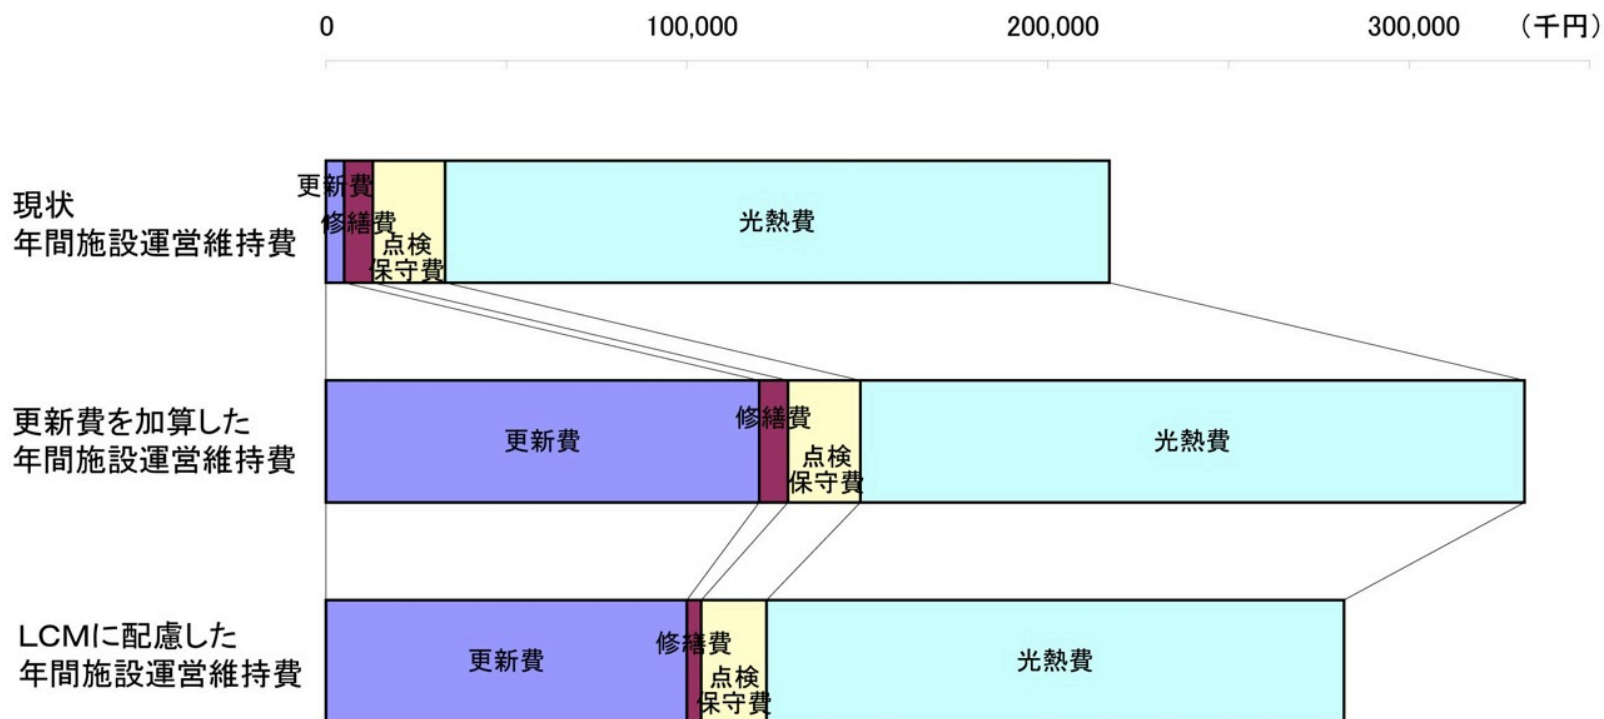 0 100,000 200,000 300,000 （千円）
現状
年間施設運営維持費
更新費
修繕費
点検
保守費
光熱費
更新費を加算した
年間施設運営維持費
更新費
修繕費
点検
保守費
光熱費
LCMに配慮した
年間施設運営維持費
更新費
修繕費
点検
保守費
光熱費